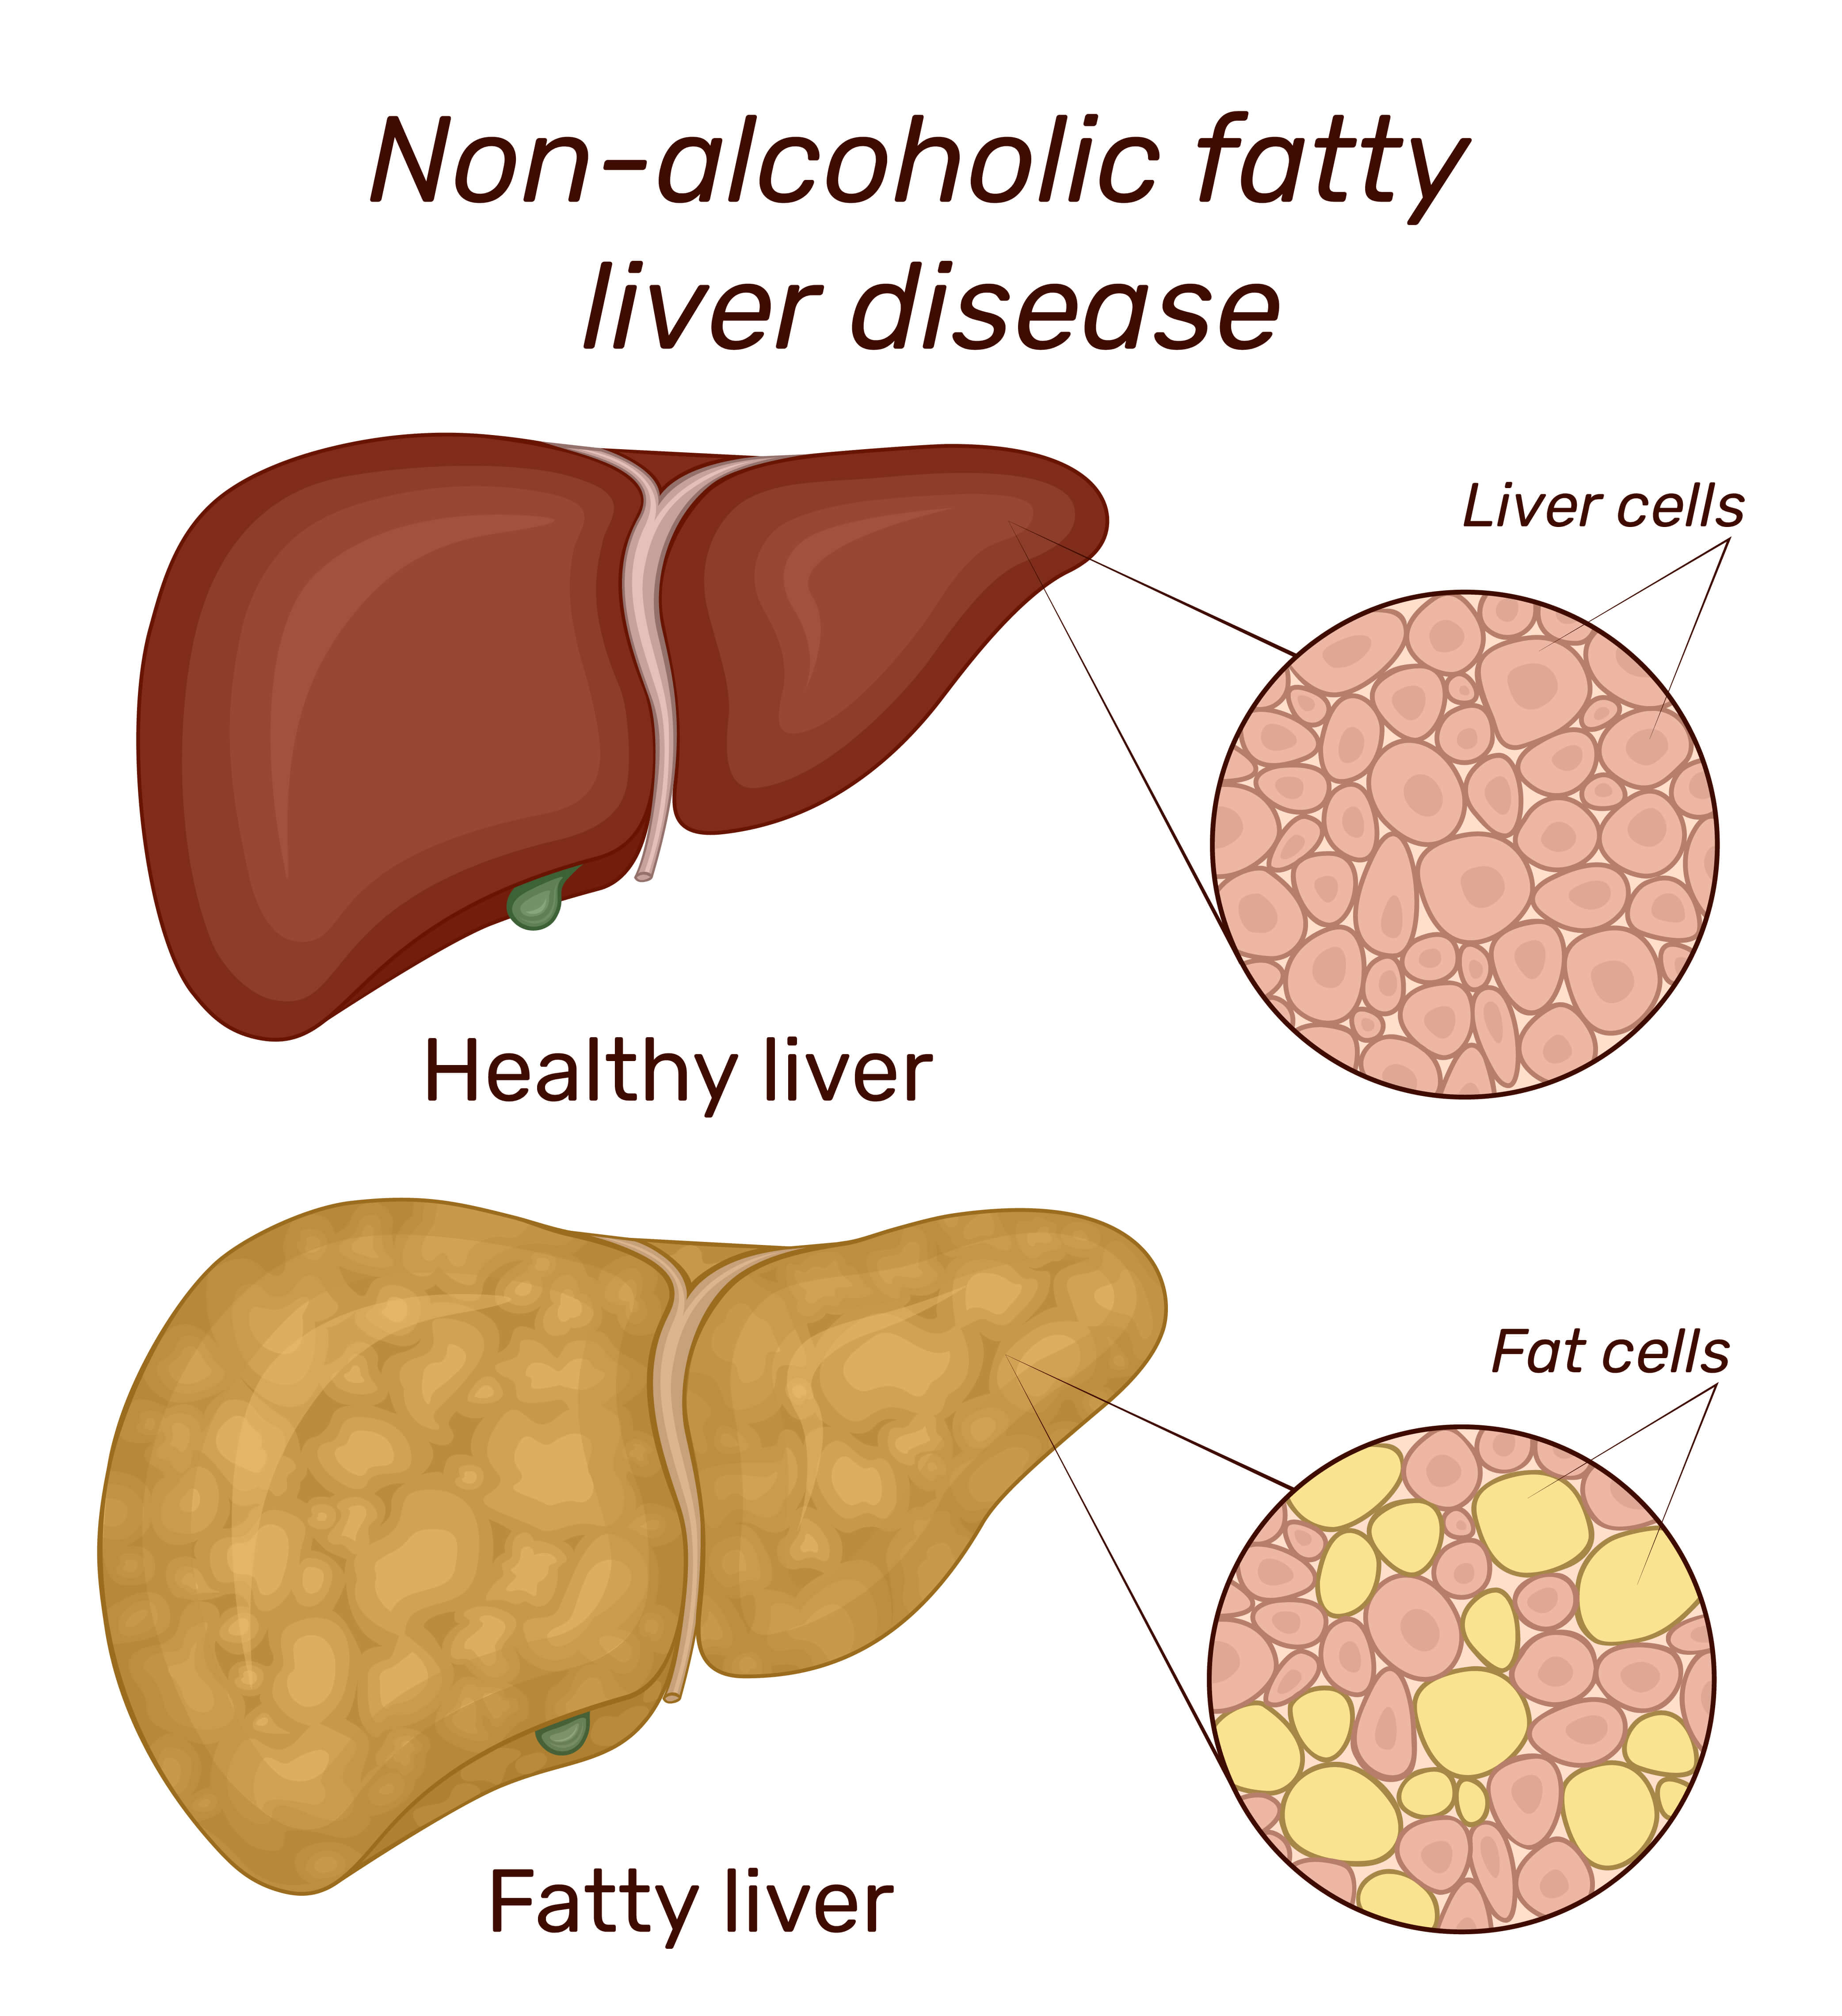 Non-alcoholic fatty
liver disease
Liver cells
Healthy liver
Fat cells
Fatty liver